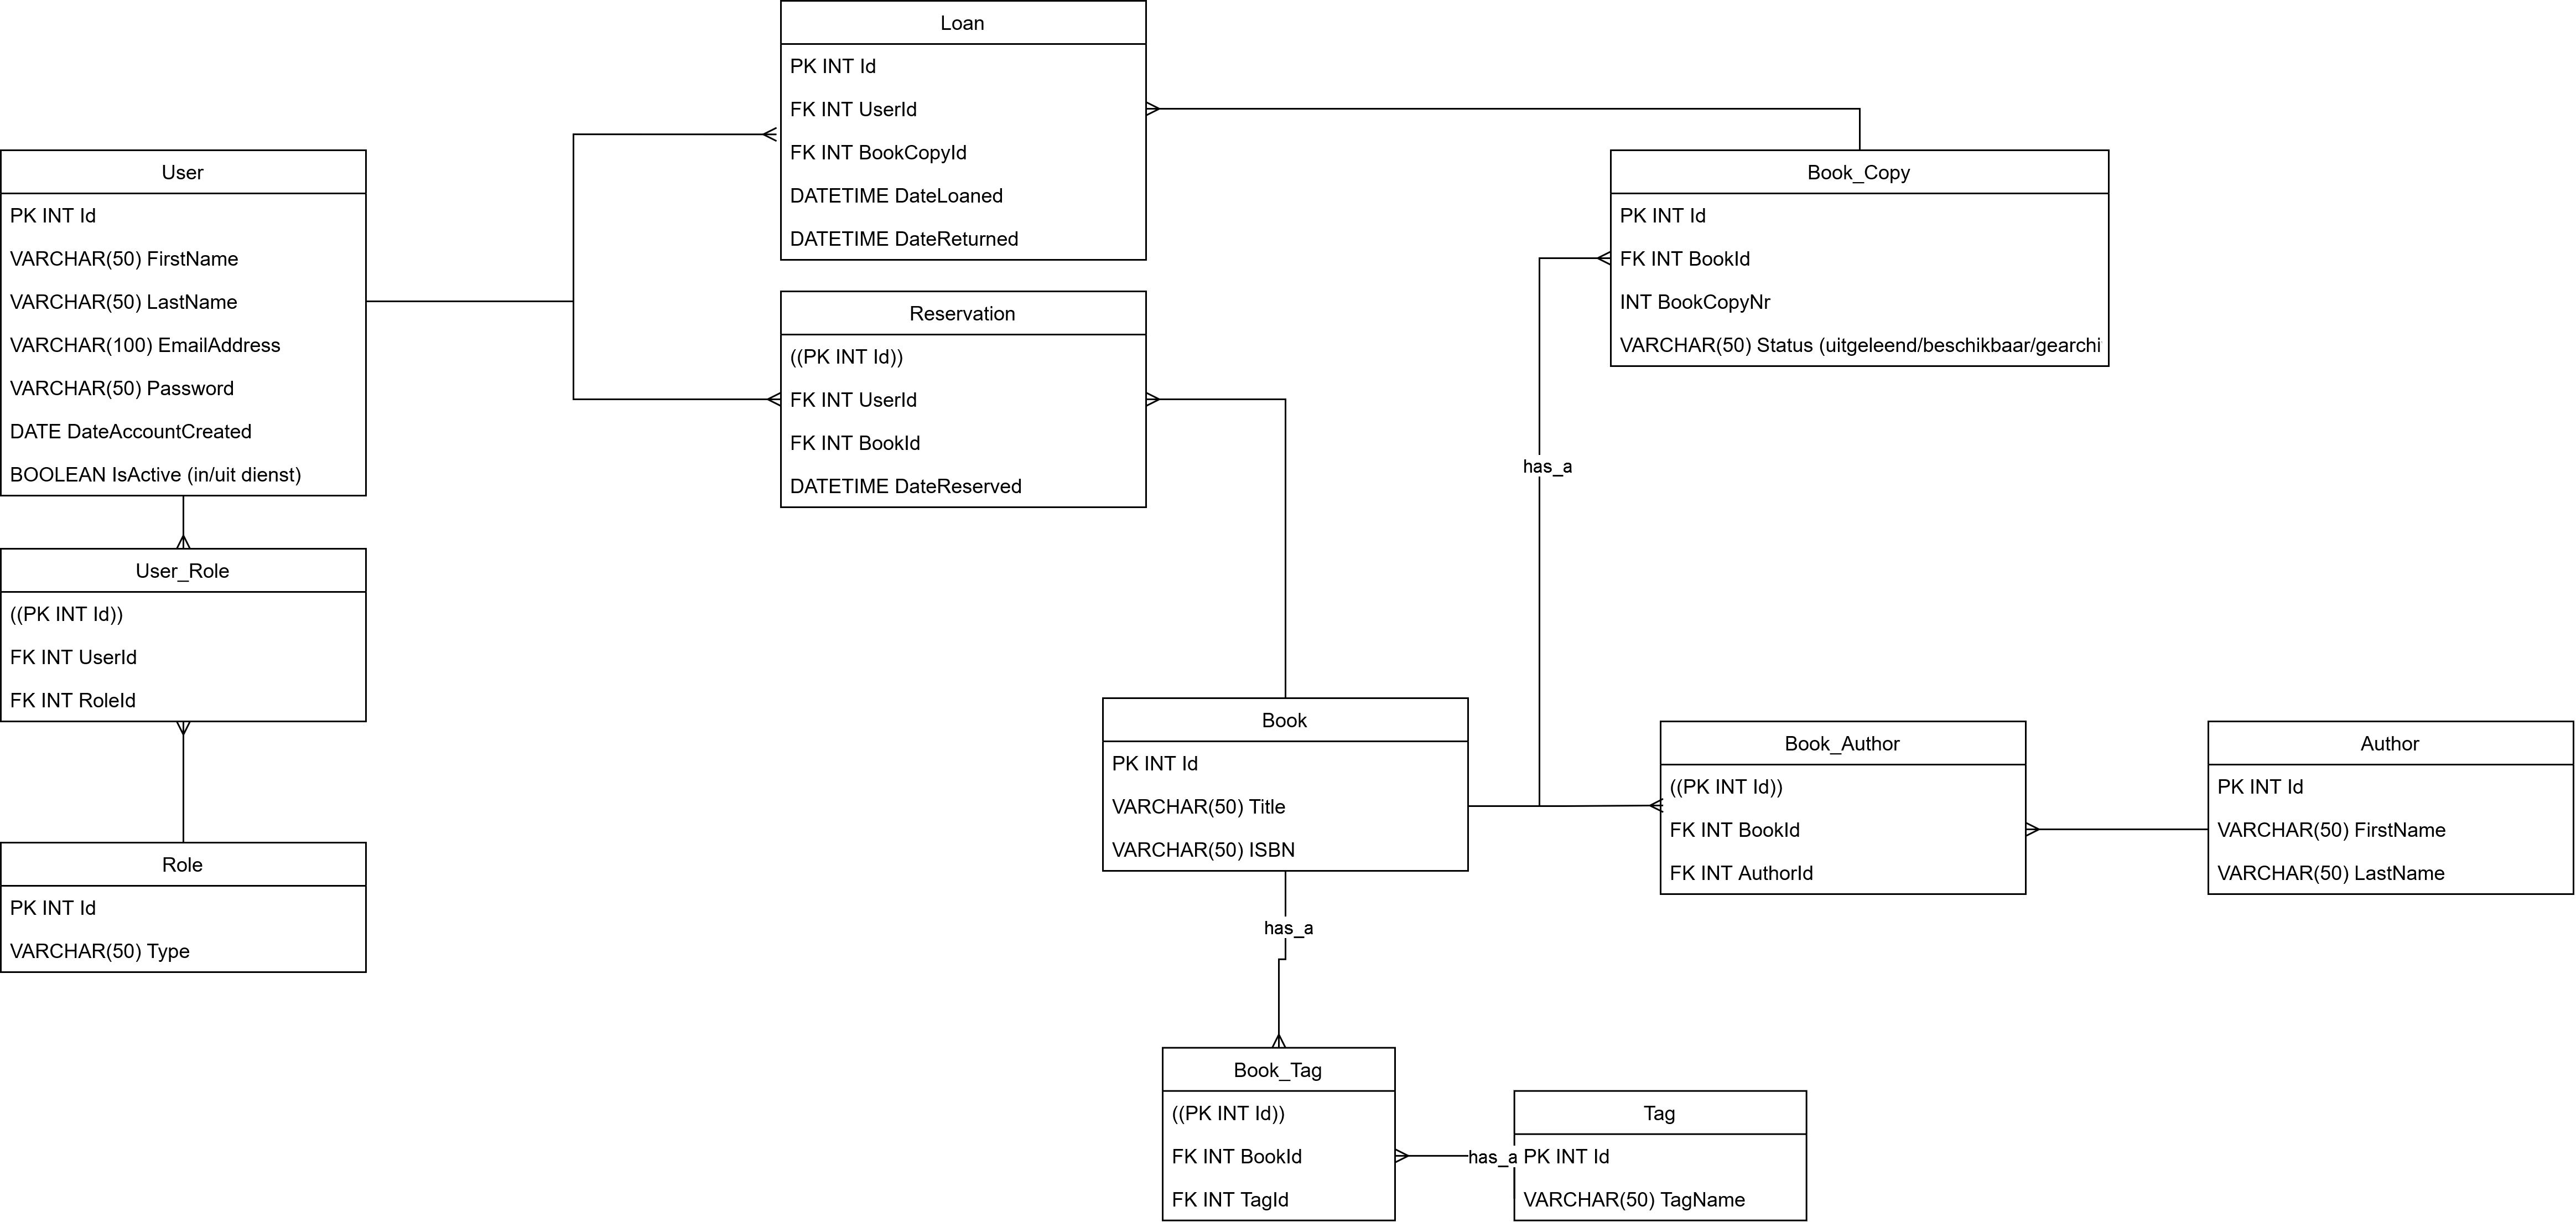 Loan
PK INT Id
FK INT UserId
FK INT BookCopyId
DATETIME DateLoaned
DATETIME DateReturned
User
PK INT Id
VARCHAR(50) FirstName
VARCHAR(50) LastName
VARCHAR(100) EmailAddress
VARCHAR(50) Password
DATE DateAccountCreated
BOOLEAN IsActive (in/uit dienst)
Book_Copy
PK INT Id
FK INT BookId
INT BookCopyNr
VARCHAR(50) Status (uitgeleend/beschikbaar/gearchi
Reservation
((PK INT Id))
FK INT UserId
FK INT BookId
DATETIME DateReserved
has_a
User_Role
((PK INT Id))
FK INT UserId
FK INT RoleId
Role
PK INT Id
VARCHAR(50) Type
Book
PK INT Id
VARCHAR(50) Title
VARCHAR(50) ISBN
Book_Author
((PK INT Id))
FK INT BookId
FK INT AuthorId
Author
PK INT Id
VARCHAR(50) FirstName
VARCHAR(50) LastName
has_a
Book_Tag
((PK INT Id))
FK INT BookId
FK INT TagId
has_a
Tag
PK INT Id
VARCHAR(50) TagName